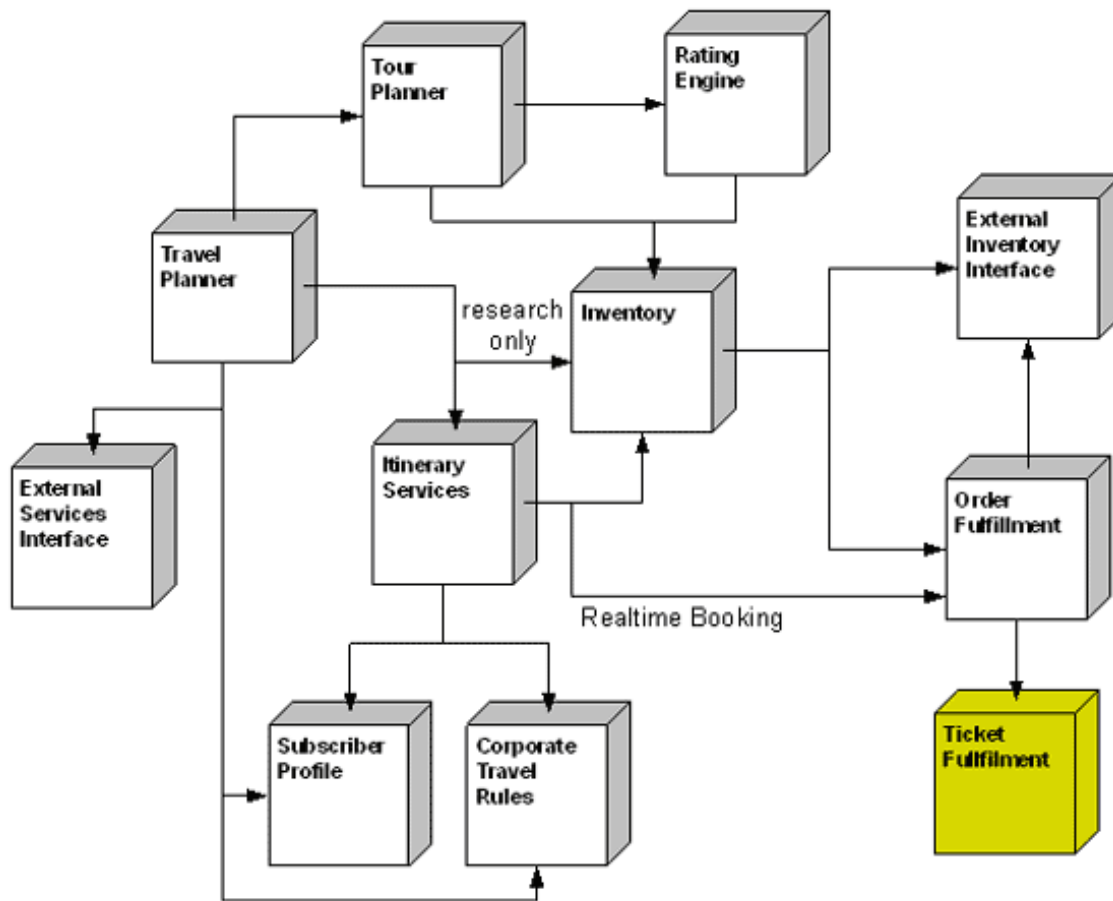 Tour
Planner
Rating
Engine
Travel
Planner
External
Inventory
Interface
research
only
Inventory
Itinerary
Services
External
Services
Interface
Order
Fulfillment
Realtime Booking
Subscriber
Profile
Corporate
Travel
Rules
Ticket
Fullfilment